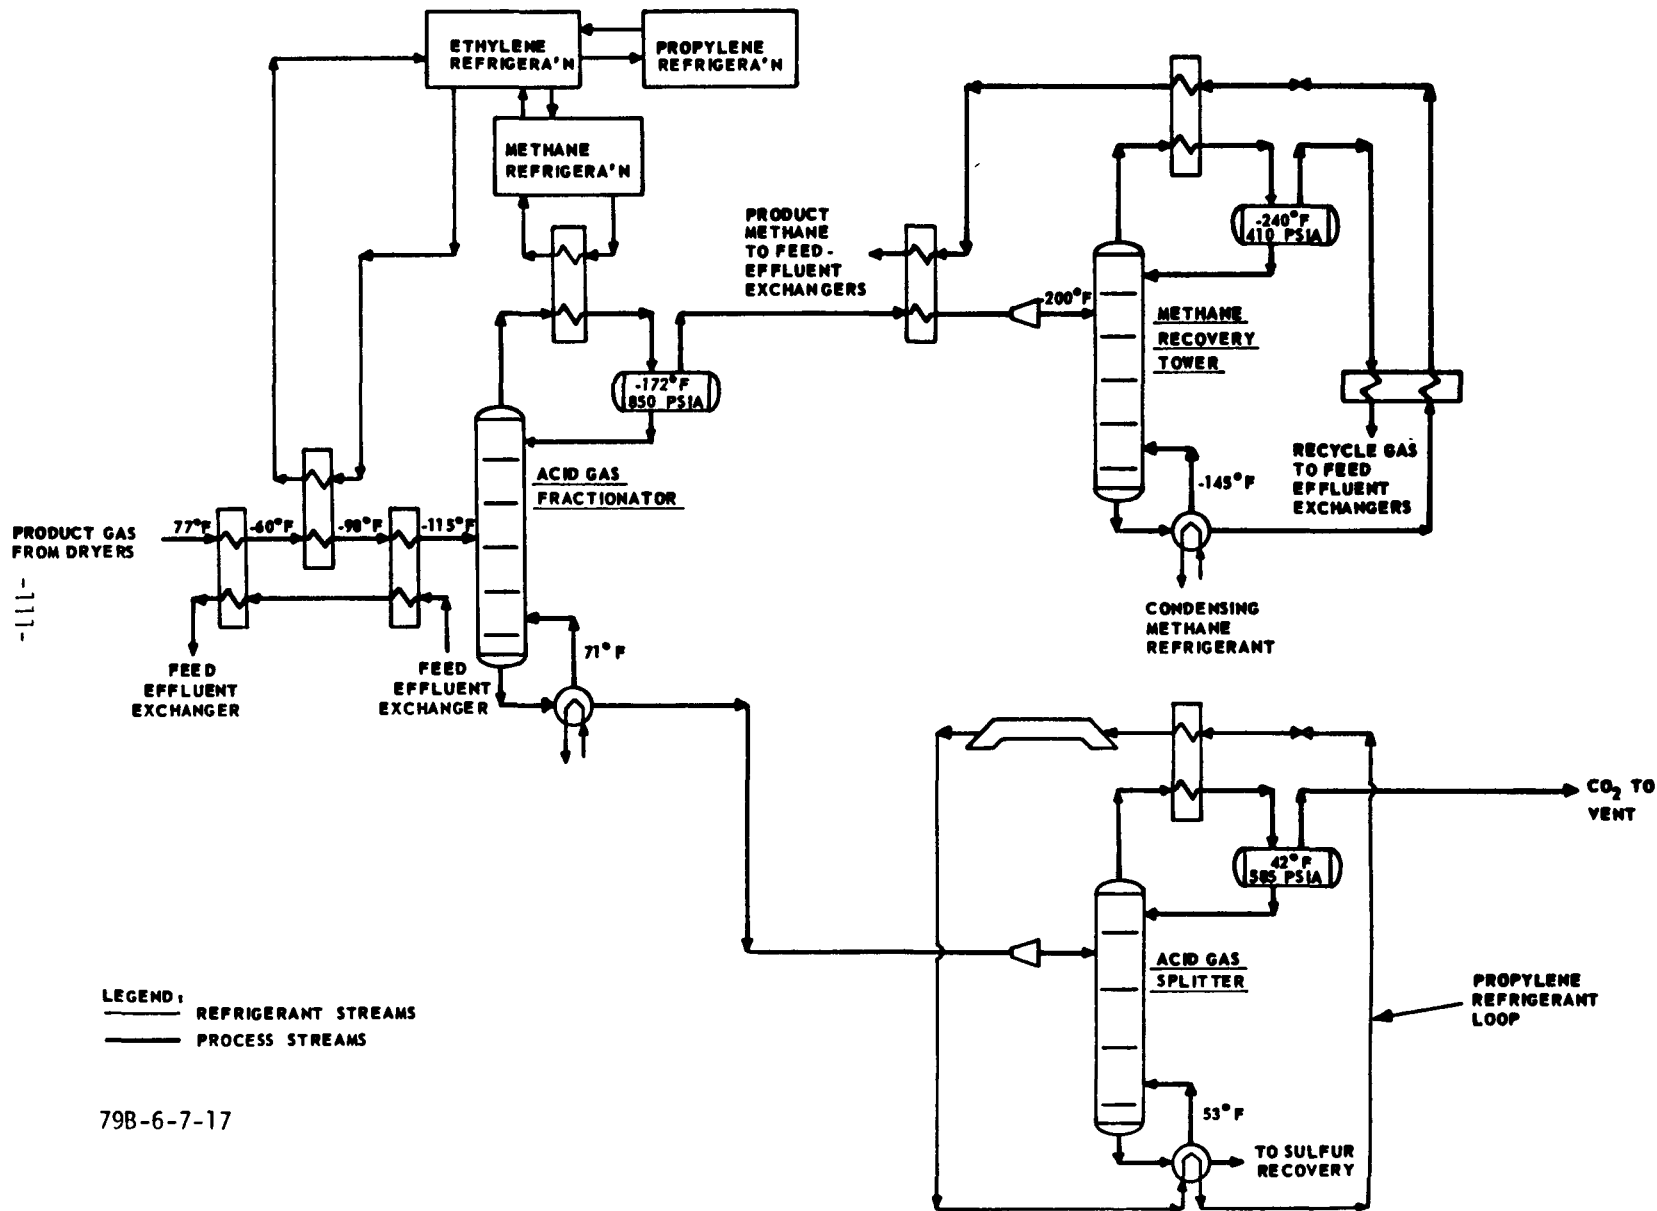 ETHYLENE
REFRIGERA'N
PROPYLENE
REFRIGERA'N
METHANE
REFRIGERA'N
PRODUCT
METHANE
TO FEED-
EFFLUENT
EXCHANGERS
-240°F
410 PSIA
-200°F
METHANE
RECOVERY
TOWER
-172°F
850 PSIA
ACID GAS
FRACTIONATOR
RECYCLE GAS
TO FEED
EFFLUENT
EXCHANGERS
-145°F
PRODUCT GAS
FROM DRYERS
77°F
-60°F
-98°F
-115°F
-111-
CONDENSING
METHANE
REFRIGERANT
71°F
FEED
EFFLUENT
EXCHANGER
FEED
EFFLUENT
EXCHANGER
CO2 TO
VENT
42°F
585 PSIA
ACID GAS
SPLITTER
PROPYLENE
REFRIGERANT
LOOP
LEGEND:
REFRIGERANT STREAMS
PROCESS STREAMS
53°F
TO SULFUR
RECOVERY
79B-6-7-17